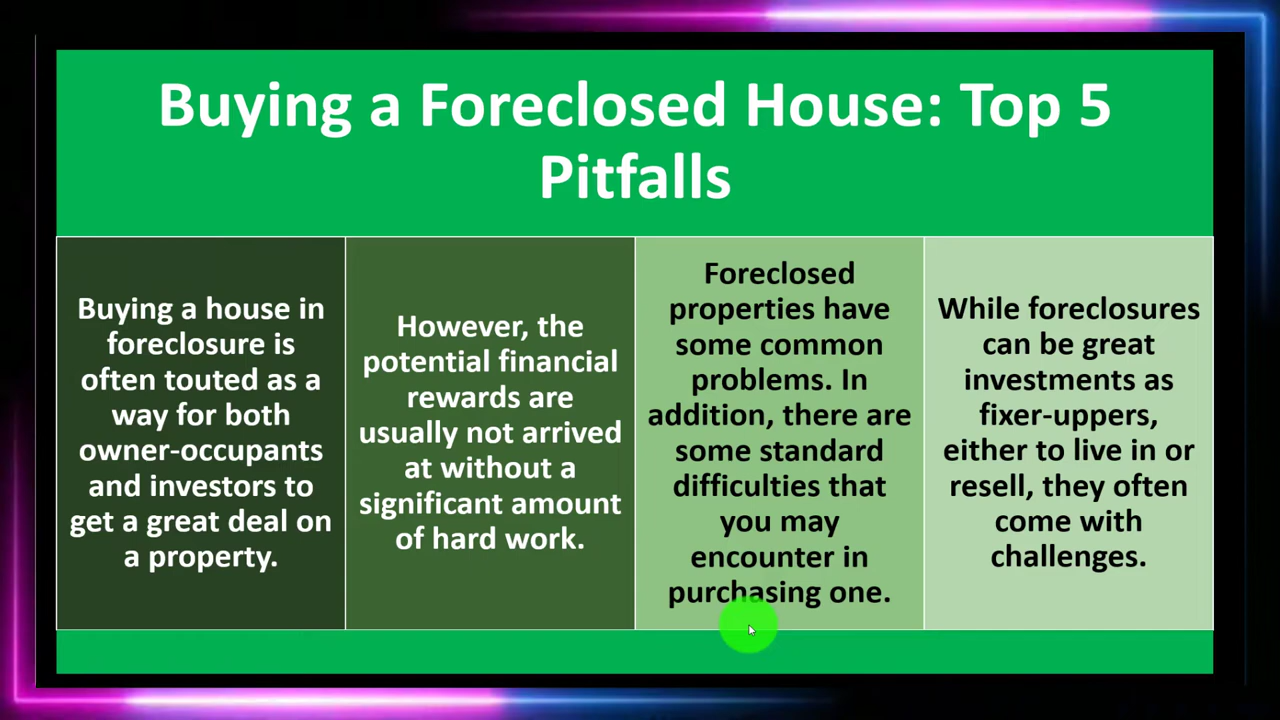 Buying a Foreclosed House: Top 5
Pitfalls
Buying a house in
foreclosure is
often touted as a
way for both
owner-occupants
and investors to
get a great deal on
a property.
However, the
potential financial
rewards are
usually not arrived
at without a
significant amount
of hard work.
Foreclosed
properties have
some common
problems. In
addition, there are
some standard
difficulties that
you may
encounter in
purchasing one.
While foreclosures
can be great
investments as
fixer-uppers,
either to live in or
resell, they often
come with
challenges.